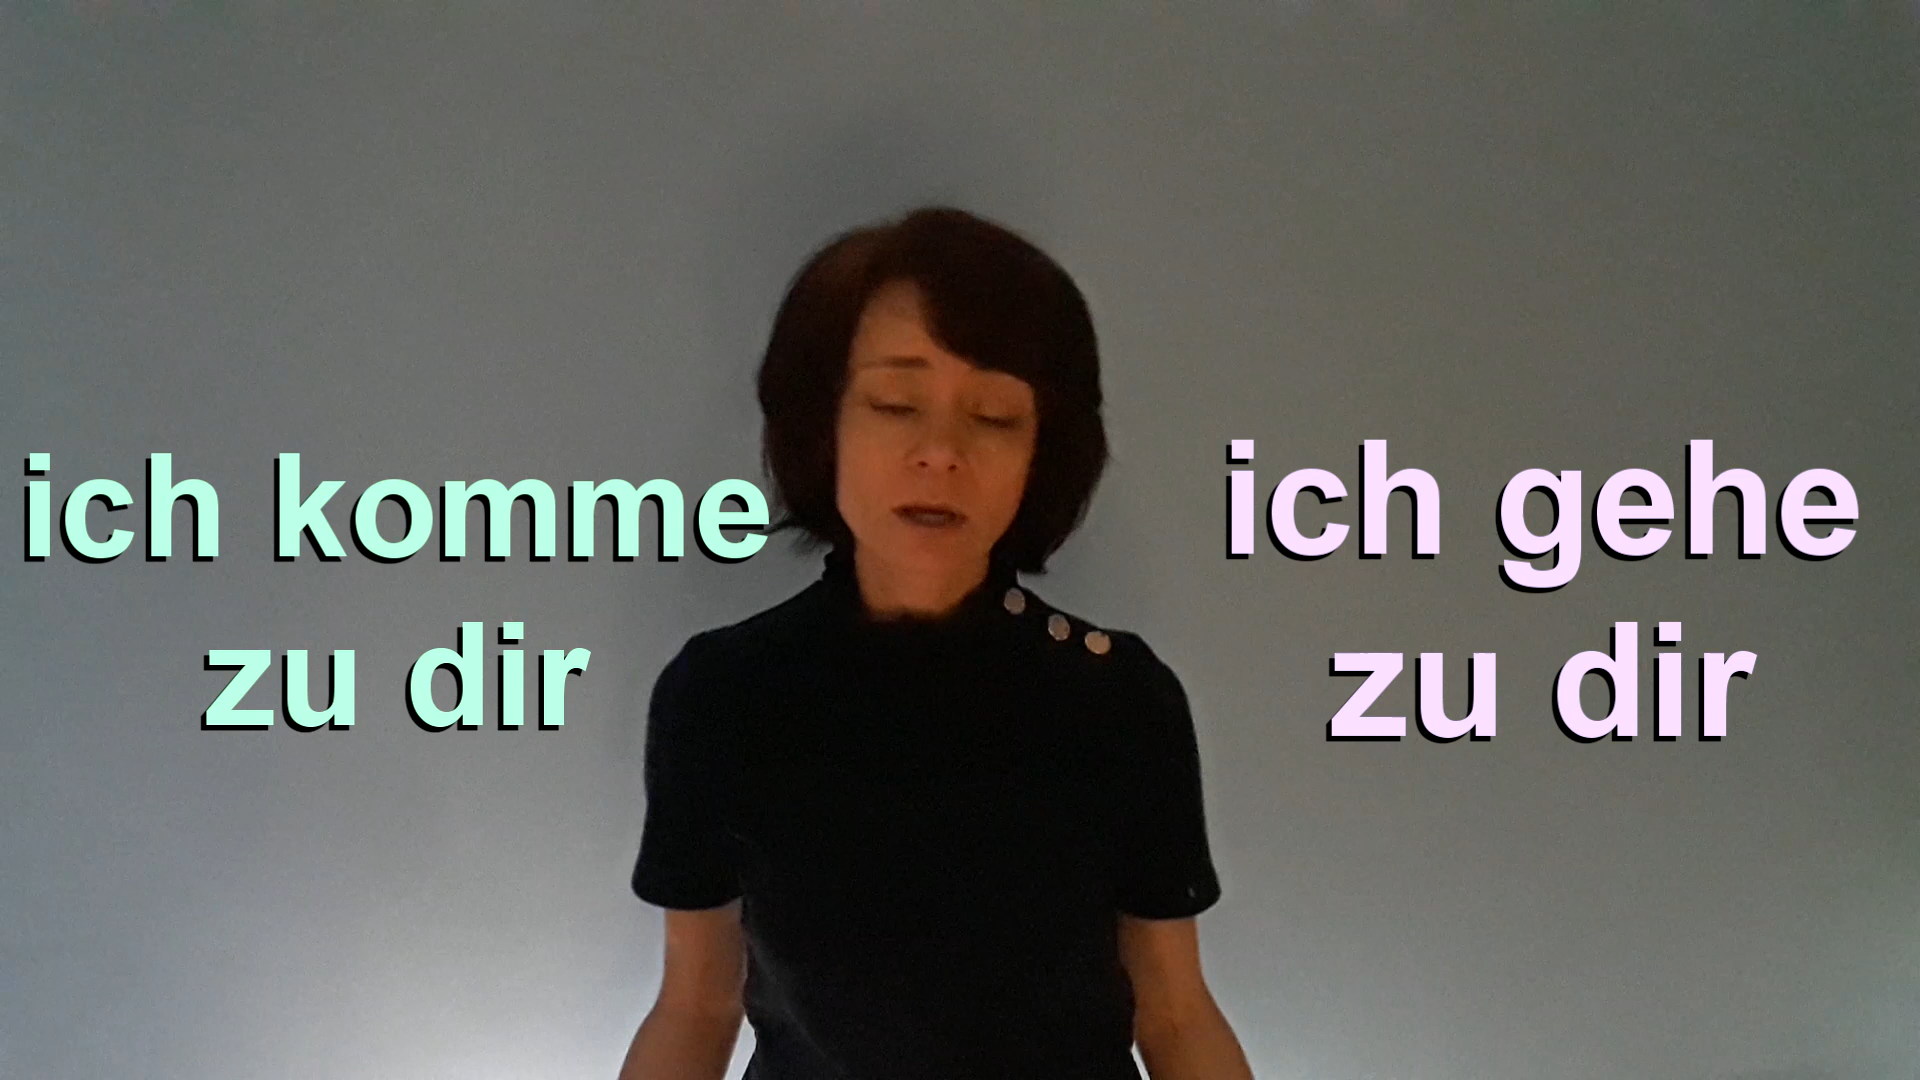 ich komme
zu dir
ich gehe
zu dir